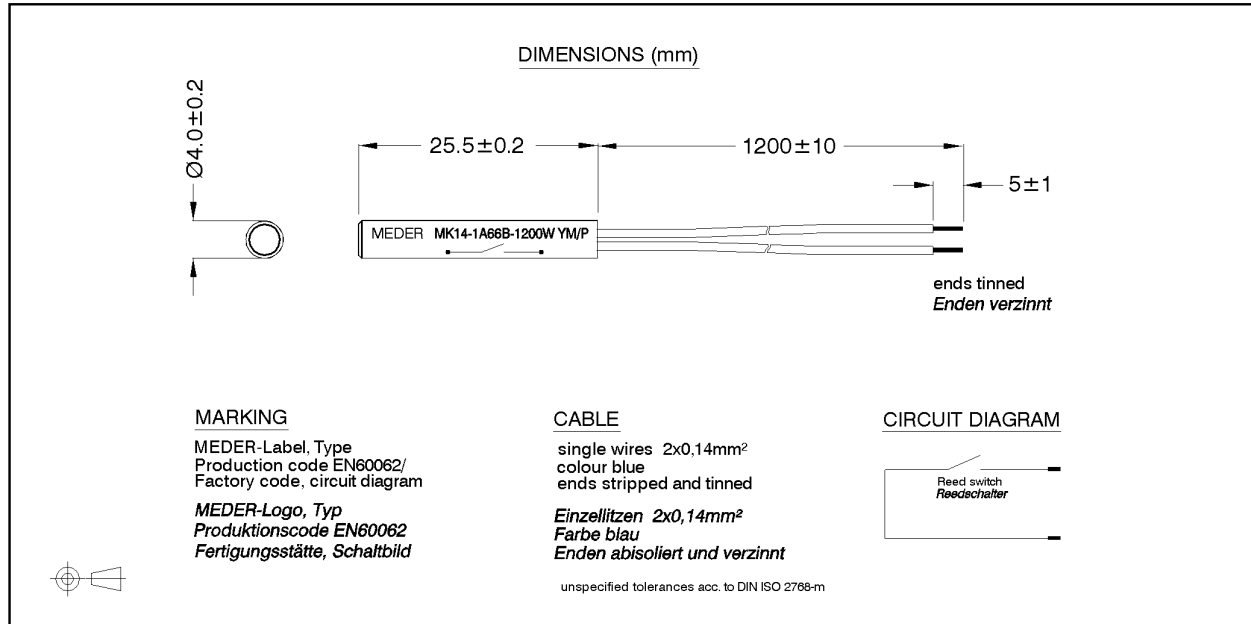 DIMENSIONS (mm)
Ø4.0±0.2
25.5±0.2
1200±10
5±1
MEDER MK14-1A66B-1200W YM/P
ends tinned
Enden verzinnt
MARKING
MEDER-Label, Type
Production code EN60062/
Factory code, circuit diagram
MEDER-Logo, Typ
Produktionscode EN60062
Fertigungsstätte, Schaltbild
CABLE
single wires 2x0,14mm²
colour blue
ends stripped and tinned
Einzellitzen 2x0,14mm²
Farbe blau
Enden abisoliert und verzinnt
unspecified tolerances acc. to DIN ISO 2768-m
CIRCUIT DIAGRAM
Reed switch
Reedschalter